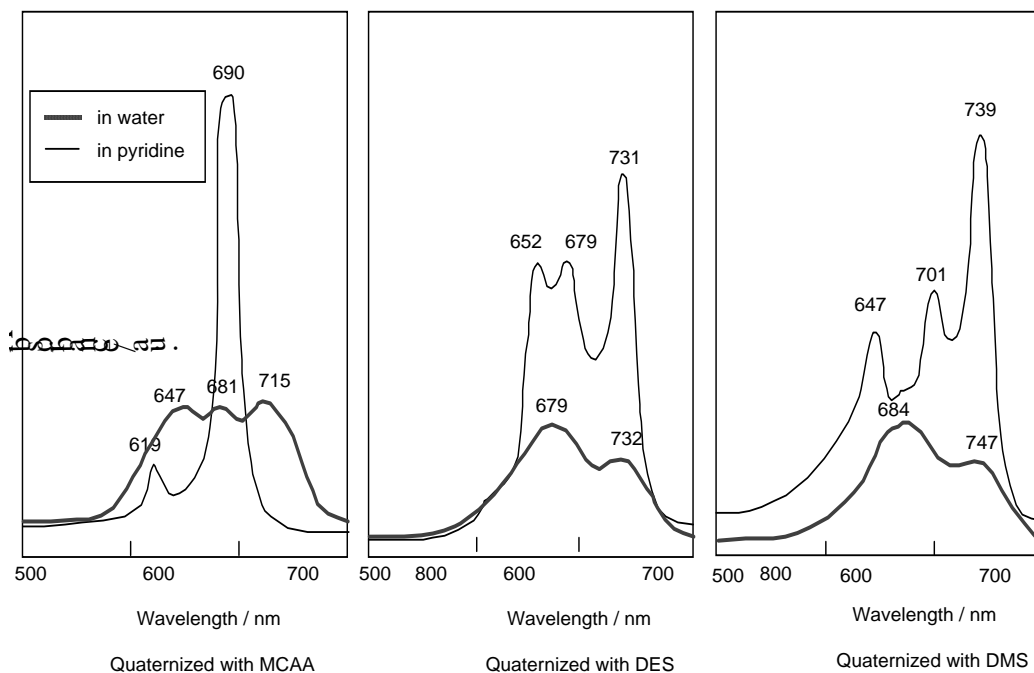 690
in water
in pyridine
647
681
715
619
731
652
679
679
732
739
701
647
684
747
500 600 700
500 800 600 700
500 800 600 700
Wavelength / nm
Wavelength / nm
Wavelength / nm
Quaternized with MCAA
Quaternized with DES
Quaternized with DMS